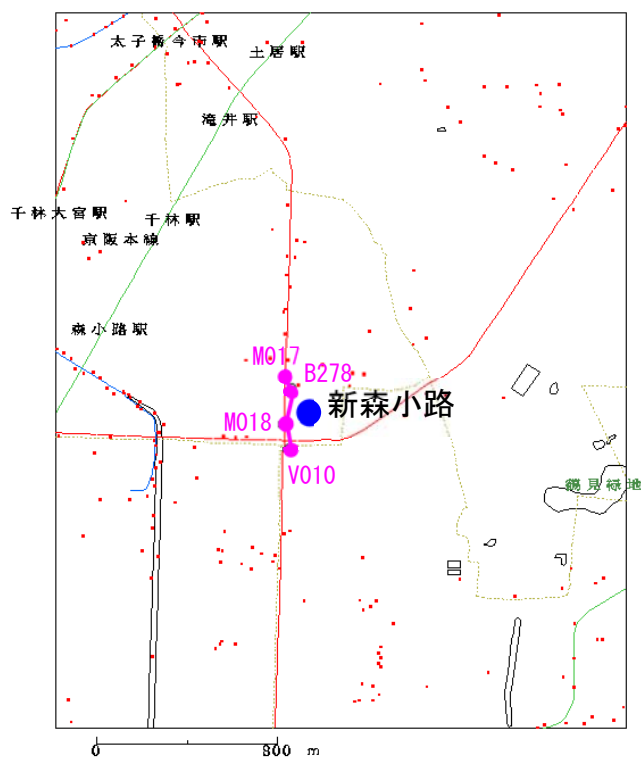 太子橋今市駅
土居駅
滝井駅
千林大宮駅
千林駅
京阪本線
森小路駅
M017
B278
新森小路
M018
V010
鶴見緑地
0 800 m